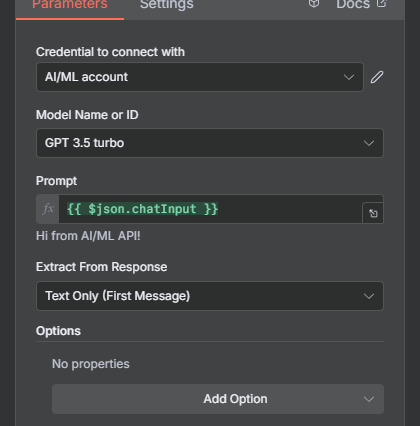 Parameters Settings Docs
Credential to connect with
AI/ML account
Model Name or ID
GPT 3.5 turbo
Prompt
fx {{ $json.chatInput }}
Hi from AI/ML API!
Extract From Response
Text Only (First Message)
Options
No properties
Add Option